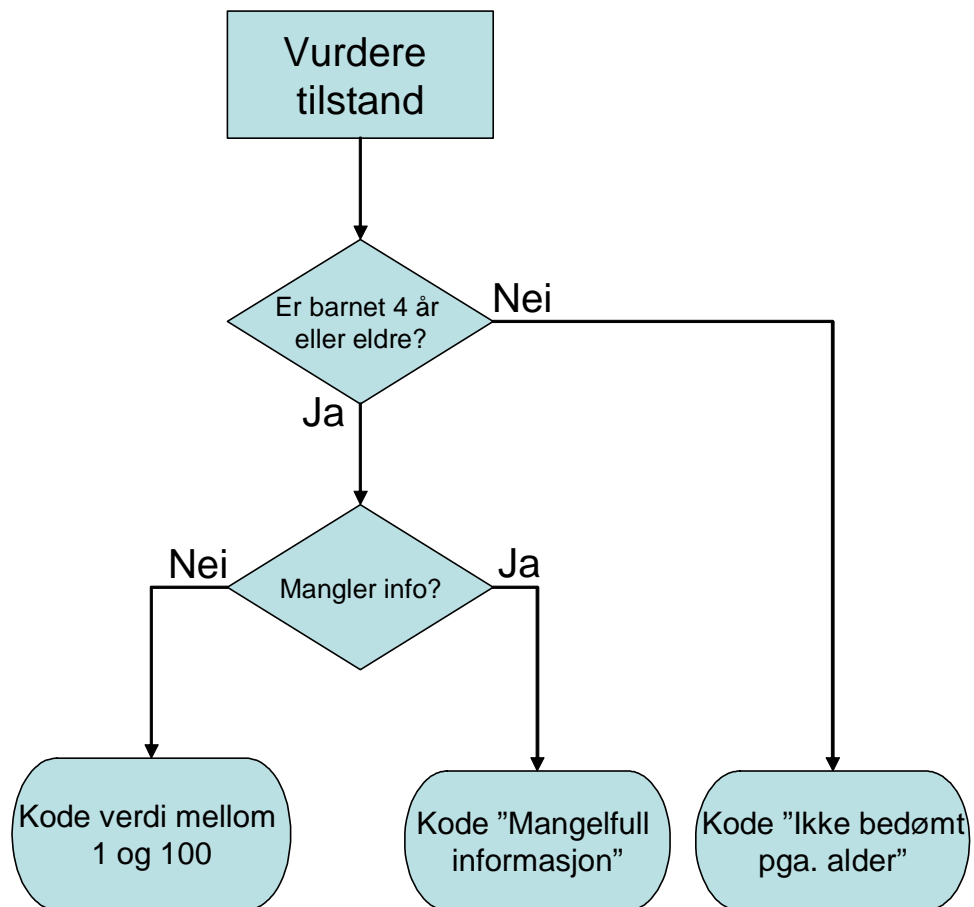 Vurdere
tilstand
Er barnet 4 år
eller eldre?
Nei
Ja
Mangler info?
Nei
Ja
Kode verdi mellom
1 og 100
Kode ”Mangelfull
informasjon”
Kode ”Ikke bedømt
pga. alder”